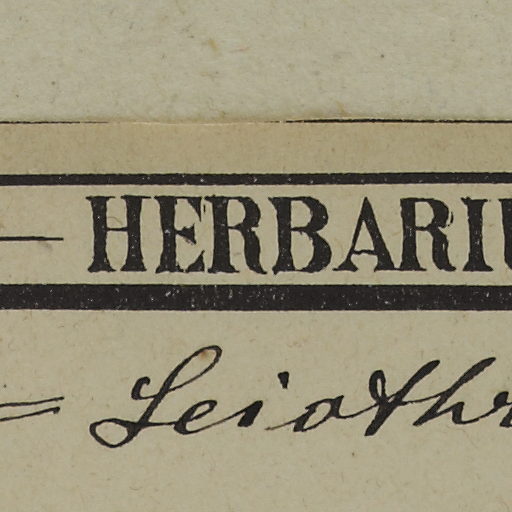 — HERBARIU
= Leiothr